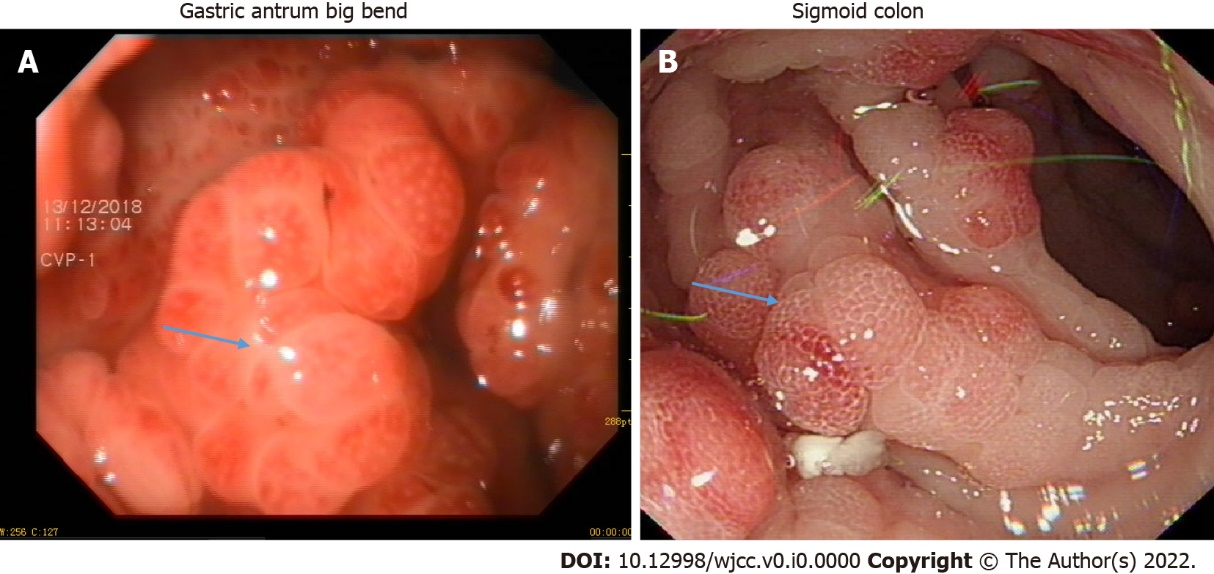 Gastric antrum big bend
Sigmoid colon
A
B
13/12/2018
11:13:04
CVP-1
288pt
W:256 C:127
00:00:00
DOI: 10.12998/wjcc.v0.i0.0000 Copyright © The Author(s) 2022.